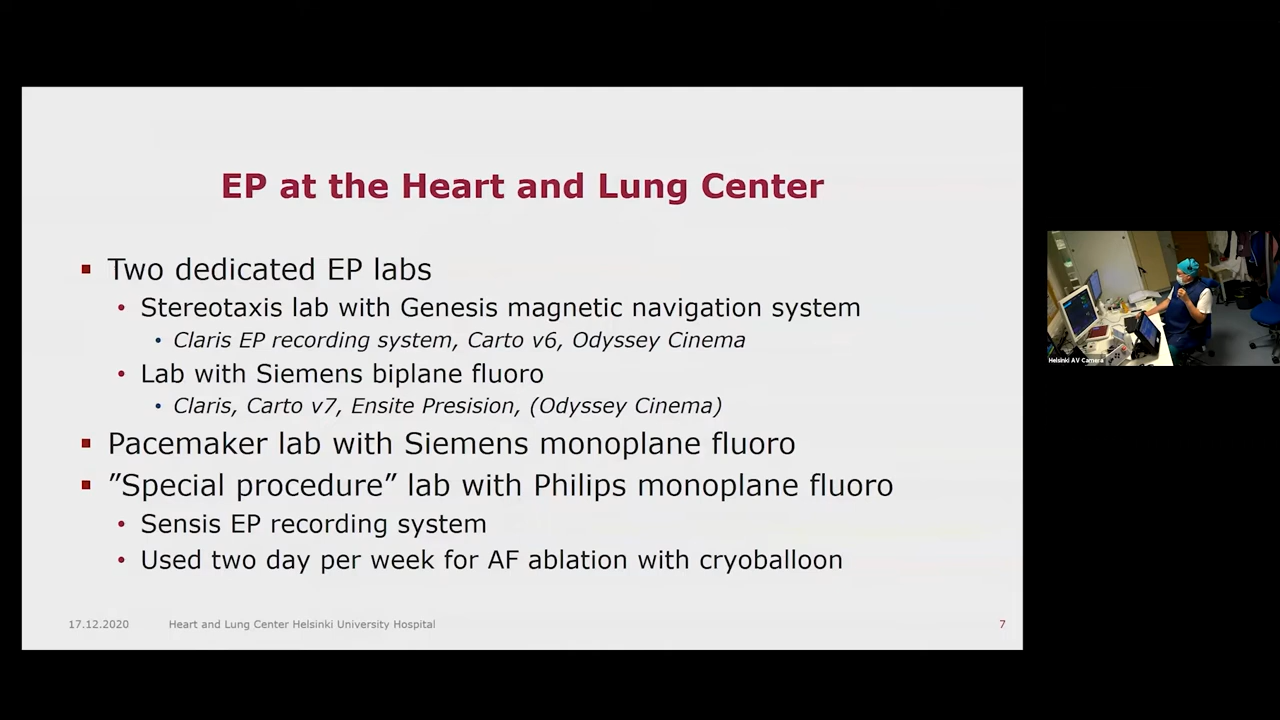 EP at the Heart and Lung Center
Two dedicated EP labs
Stereotaxis lab with Genesis magnetic navigation system
Claris EP recording system, Carto v6, Odyssey Cinema
Lab with Siemens biplane fluoro
Claris, Carto v7, Ensite Presision, (Odyssey Cinema)
Pacemaker lab with Siemens monoplane fluoro
”Special procedure” lab with Philips monoplane fluoro
Sensis EP recording system
Used two day per week for AF ablation with cryoballoon
17.12.2020 Heart and Lung Center Helsinki University Hospital 7
Helsinki AV Camera